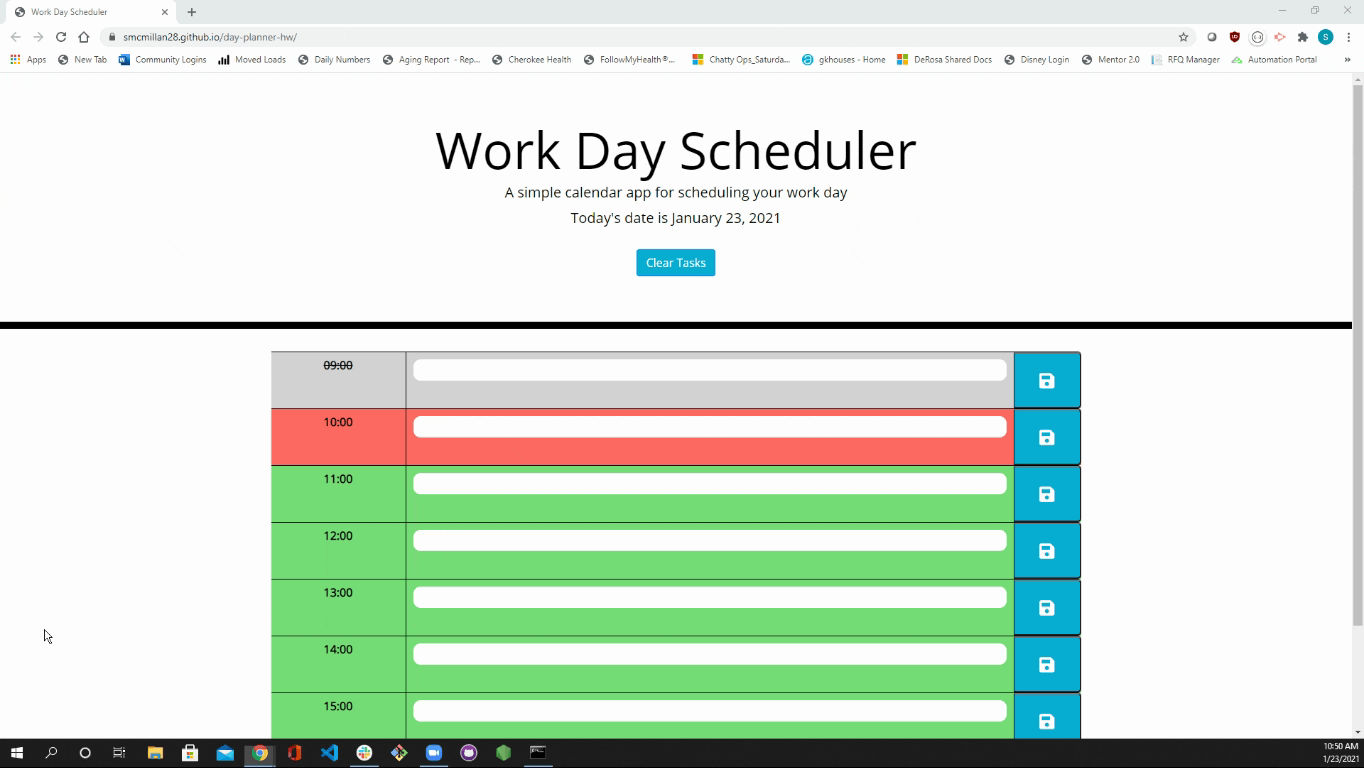 Work Day Scheduler
smcmillan28.github.io/day-planner-hw/
S
Apps New Tab Community Logins Moved Loads Daily Numbers Aging Report - Rep... Cherokee Health FollowMyHealth®... Chatty Ops_Saturda... gkhouses - Home DeRosa Shared Docs Disney Login Mentor 2.0 RFQ Manager Automation Portal »
Work Day Scheduler
A simple calendar app for scheduling your work day
Today's date is January 23, 2021
Clear Tasks
09:00
10:00
11:00
12:00
13:00
14:00
15:00
10:50 AM
1/23/2021